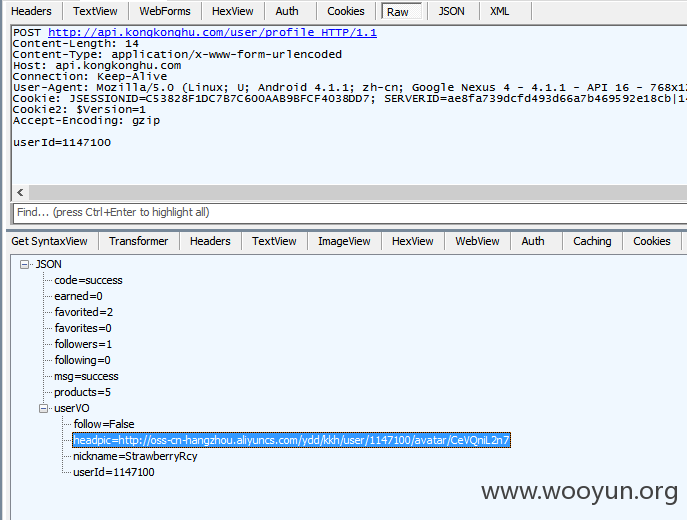 Headers TextView WebForms HexView Auth Cookies Raw JSON XML
POST http://api.kongkonghu.com/user/profile HTTP/1.1
Content-Length: 14
Content-Type: application/x-www-form-urlencoded
Host: api.kongkonghu.com
Connection: Keep-Alive
User-Agent: Mozilla/5.0 (Linux; U; Android 4.1.1; zh-cn; Google Nexus 4 - 4.1.1 - API 16 - 768x12
Cookie: JSESSIONID=C53828F1DC7B7C600AAB9BFCF4038DD7; SERVERID=ae8fa739dcfd493d66a7b469592e18cb|14
Cookie2: $Version=1
Accept-Encoding: gzip
userId=1147100
Find... (press Ctrl+Enter to highlight all)
Get SyntaxView Transformer Headers TextView ImageView HexView WebView Auth Caching Cookies
JSON
code=success
earned=0
favorited=2
favorites=0
followers=1
following=0
msg=success
products=5
userVO
follow=False
headpic=http://oss-cn-hangzhou.aliyuncs.com/ydd/kkh/user/1147100/avatar/CeVQniL2n7
nickname=StrawberryRcy
userId=1147100
www.wooyun.org